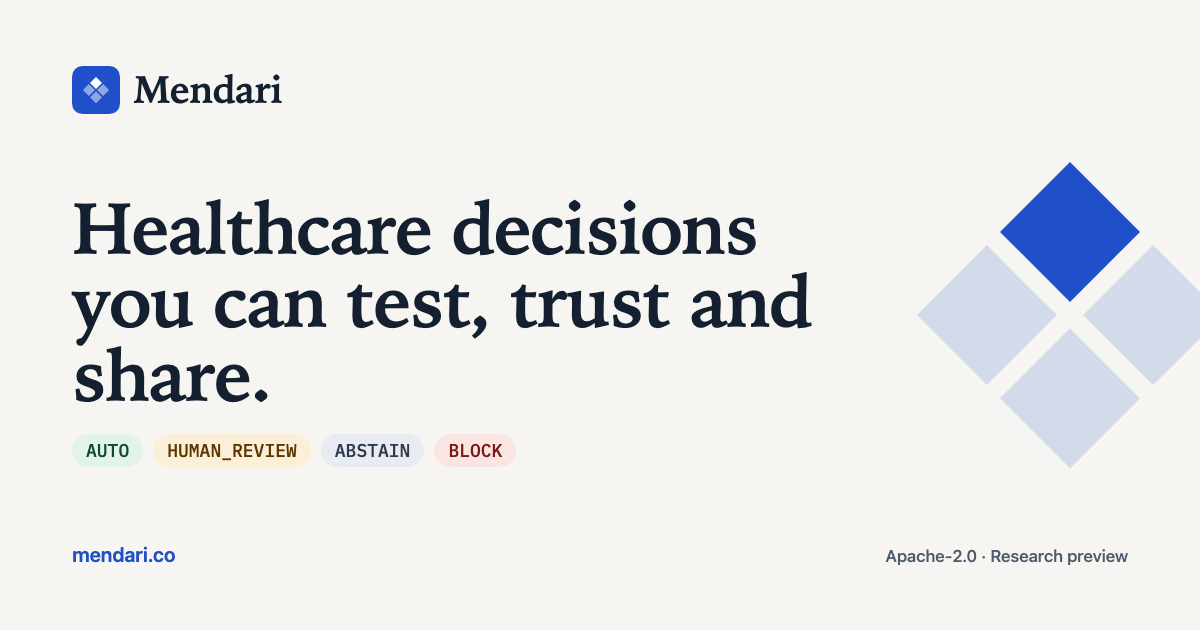 Mendari
Healthcare decisions
you can test, trust and
share.
AUTO HUMAN_REVIEW ABSTAIN BLOCK
mendari.co
Apache-2.0 · Research preview